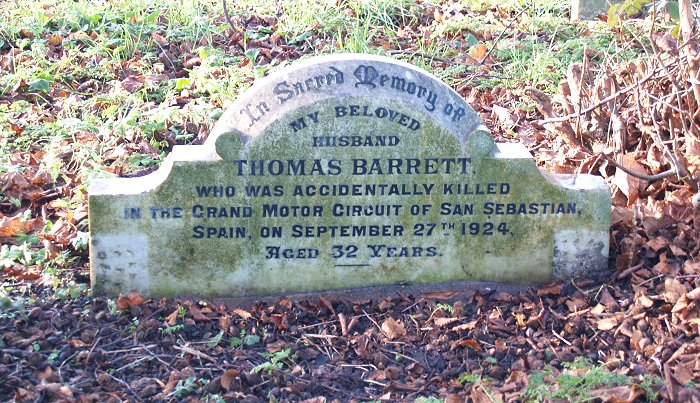 In Sacred Memory of
MY BELOVED
HUSBAND
THOMAS BARRETT,
WHO WAS ACCIDENTALLY KILLED
IN THE GRAND MOTOR CIRCUIT OF SAN SEBASTIAN,
SPAIN, ON SEPTEMBER 27TH 1924,
AGED 32 YEARS.